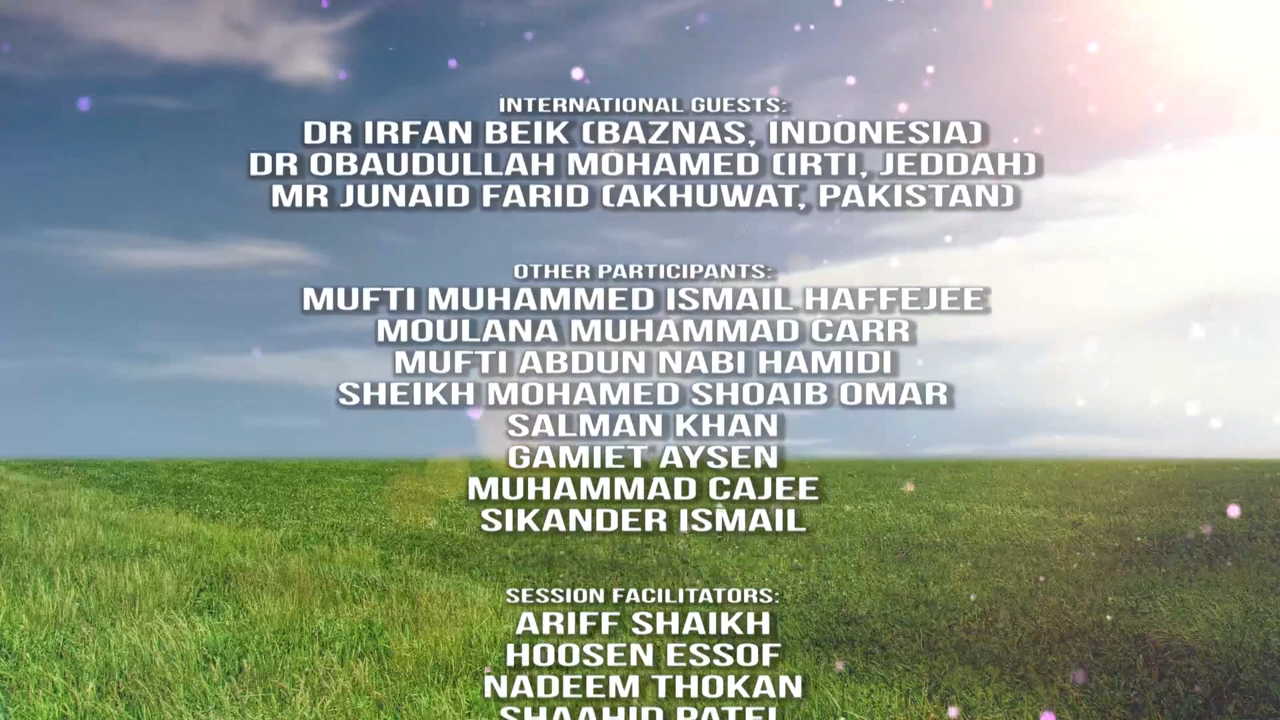 INTERNATIONAL GUESTS:
DR IRFAN BEIK (BAZNAS, INDONESIA)
DR OBAUDULLAH MOHAMED (IRTI, JEDDAH)
MR JUNAID FARID (AKHUWAT, PAKISTAN)
OTHER PARTICIPANTS:
MUFTI MUHAMMED ISMAIL HAFFEJEE
MOULANA MUHAMMAD CARR
MUFTI ABDUN NABI HAMIDI
SHEIKH MOHAMED SHOAIB OMAR
SALMAN KHAN
GAMIET AYSEN
MUHAMMAD CAJEE
SIKANDER ISMAIL
SESSION FACILITATORS:
ARIFF SHAIKH
HOOSEN ESSOF
NADEEM THOKAN
SHAAHID PATEL